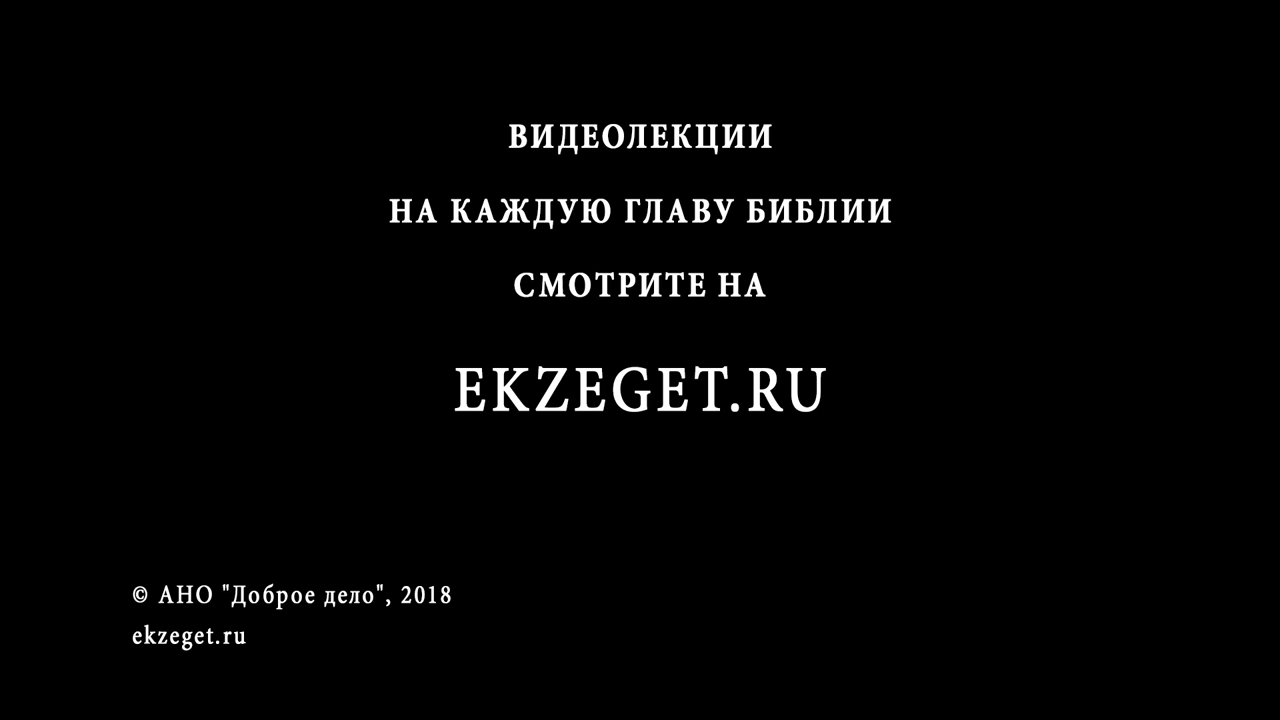 ВИДЕОЛЕКЦИИ
НА КАЖДУЮ ГЛАВУ БИБЛИИ
СМОТРИТЕ НА
EKZEGET.RU
© АНО "Доброе дело", 2018
ekzeget.ru